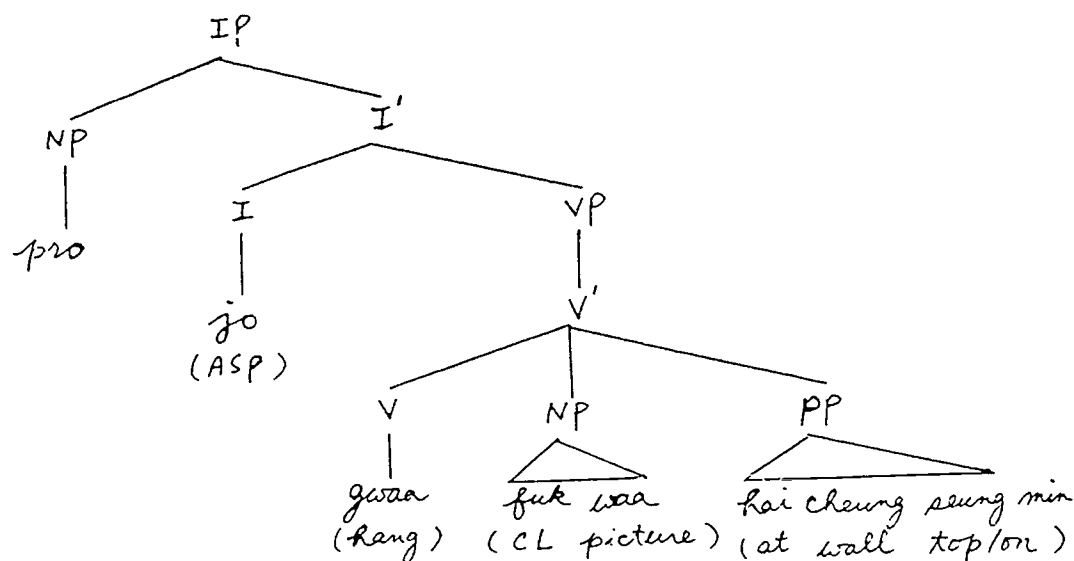 IP
NP I'
pro I VP
jo
(ASP)
V'
V NP PP
gwaa fuk waa hai cheung seung min
(hang) (CL picture) (at wall top/on)